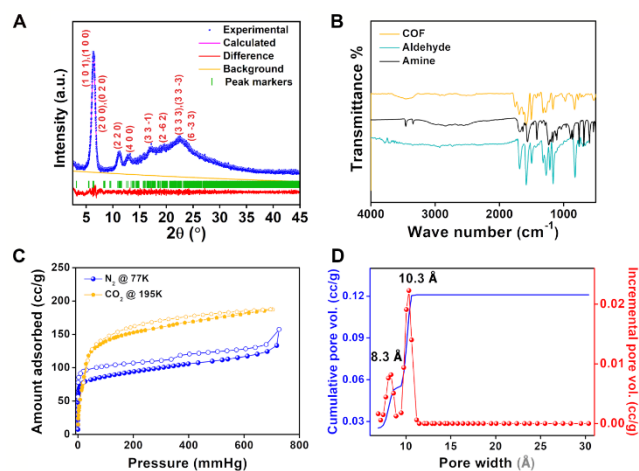 A
Intensity (a.u.)
(1 0 1),(1 0 0)
(2 0 0),(0 2 0)
(2 2 0)
(4 0 0)
(3 3 -1)
(2 -6 2)
(3 3 3),(3 3 -3)
(6 -3 3)
Experimental
Calculated
Difference
Background
Peak markers
5 10 15 20 25 30 35 40 45
2θ (°)
B
Transmittance %
COF
Aldehyde
Amine
4000 3000 2000 1000
Wave number (cm-1)
C
Amount adsorbed (cc/g)
250
200
150
100
50
0
N2 @ 77K
CO2 @ 195K
0 200 400 600 800
Pressure (mmHg)
D
Cumulative pore vol. (cc/g)
0.12
0.09
0.06
0.03
8.3 Å
10.3 Å
0.02
0.01
0.00
Incremental pore vol.
(cc/g)
10 15 20 25 30
Pore width (Å)